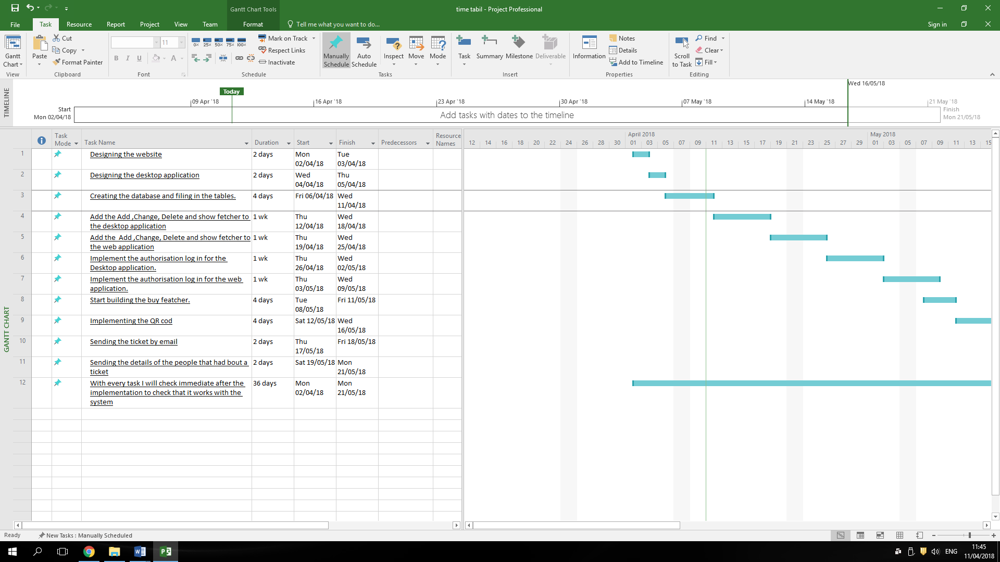 Gantt Chart Tools
time tabil - Project Professional
File Task Resource Report Project View Team Format Tell me what you want to do... Sign in
Gantt Chart
Paste
Cut
Copy
Format Painter
11
B I U A
0% 25% 50% 75% 100%
Mark on Track
Respect Links
Inactivate
Manually Schedule
Auto Schedule
Inspect
Move
Mode
Task
Summary
Milestone
Deliverable
Information
Notes
Details
Add to Timeline
Scroll to Task
Find
Clear
Fill
View Clipboard Font Schedule Tasks Insert Properties Editing
TIMELINE
Wed 16/05/18
Today
09 Apr '18 16 Apr '18 23 Apr '18 30 Apr '18 07 May '18 14 May '18 21 May '18
Start
Mon 02/04/18
Add tasks with dates to the timeline
Finish
Mon 21/05/18
GANTT CHART
Task Mode Task Name Duration Start Finish Predecessors Resource Names
April 2018 May 2018
12 14 16 18 20 22 24 26 28 30 01 03 05 07 09 11 13 15 17 19 21 23 25 27 29 01 03 05 07 09 11 13 15
1 Designing the website 2 days Mon 02/04/18 Tue 03/04/18
2 Designing the desktop application 2 days Wed 04/04/18 Thu 05/04/18
3 Creating the database and filing in the tables. 4 days Fri 06/04/18 Wed 11/04/18
4 Add the Add ,Change, Delete and show fetcher to the desktop application 1 wk Thu 12/04/18 Wed 18/04/18
5 Add the  Add ,Change, Delete and show fetcher to the web application 1 wk Thu 19/04/18 Wed 25/04/18
6 Implement the authorisation log in for the Desktop application. 1 wk Thu 26/04/18 Wed 02/05/18
7 Implement the authorisation log in for the web application. 1 wk Thu 03/05/18 Wed 09/05/18
8 Start building the buy featcher. 4 days Tue 08/05/18 Fri 11/05/18
9 Implementing the QR cod 4 days Sat 12/05/18 Wed 16/05/18
10 Sending the ticket by email 2 days Thu 17/05/18 Fri 18/05/18
11 Sending the details of the people that had bout a ticket 2 days Sat 19/05/18 Mon 21/05/18
12 With every task I will check immediate after the implementation to check that it works with the system 36 days Mon 02/04/18 Mon 21/05/18
Ready New Tasks : Manually Scheduled
ENG
11:45
11/04/2018